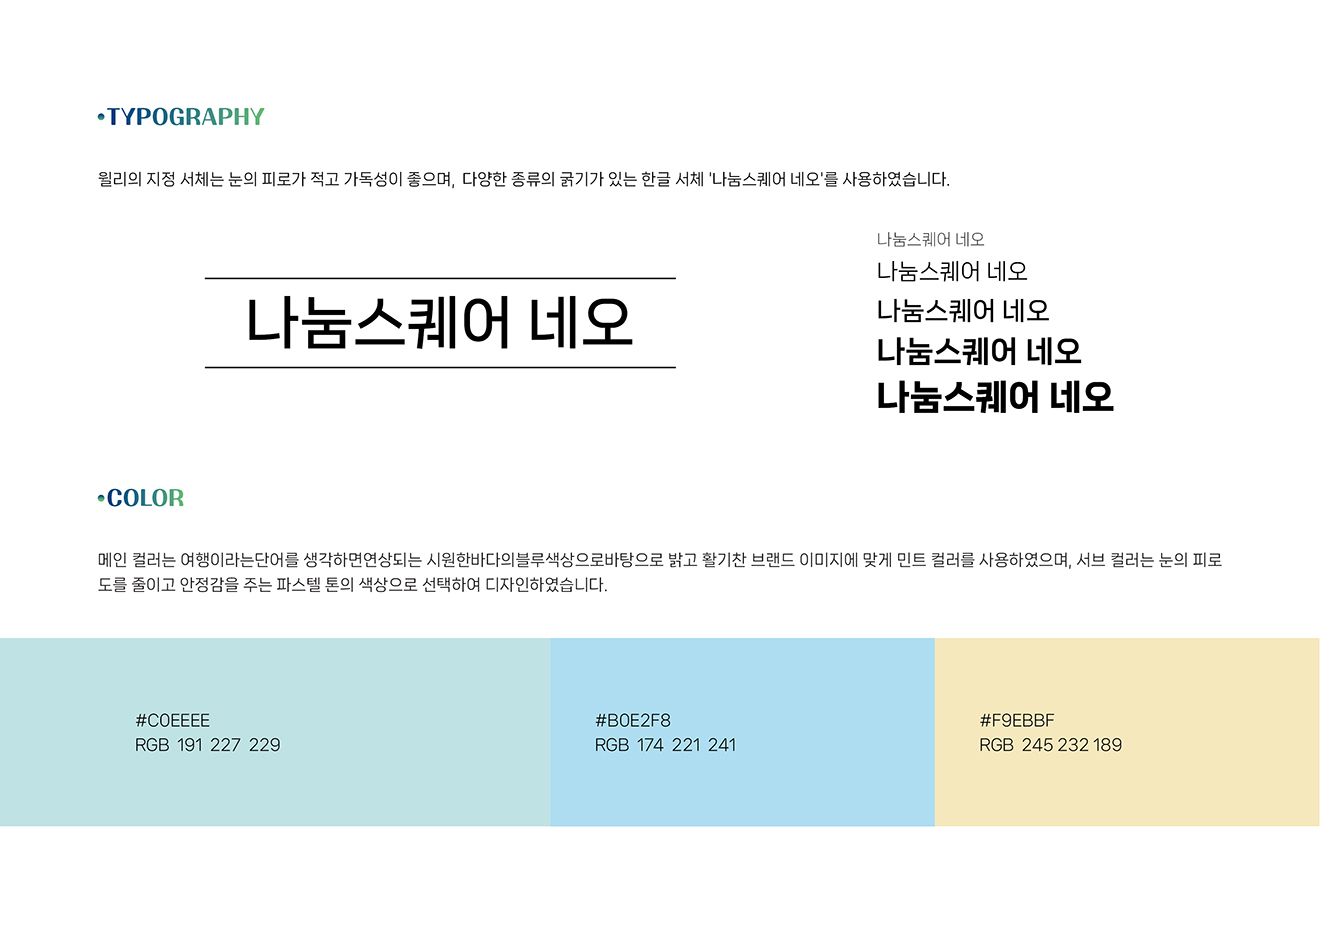 •TYPOGRAPHY
윌리의 지정 서체는 눈의 피로가 적고 가독성이 좋으며, 다양한 종류의 굵기가 있는 한글 서체 '나눔스퀘어 네오'를 사용하였습니다.
나눔스퀘어 네오
나눔스퀘어 네오
나눔스퀘어 네오
나눔스퀘어 네오
나눔스퀘어 네오
나눔스퀘어 네오
•COLOR
메인 컬러는 여행이라는단어를 생각하면연상되는 시원한바다의블루색상으로바탕으로 밝고 활기찬 브랜드 이미지에 맞게 민트 컬러를 사용하였으며, 서브 컬러는 눈의 피로
도를 줄이고 안정감을 주는 파스텔 톤의 색상으로 선택하여 디자인하였습니다.
#C0EEEE
RGB 191 227 229
#B0E2F8
RGB 174 221 241
#F9EBBF
RGB 245 232 189